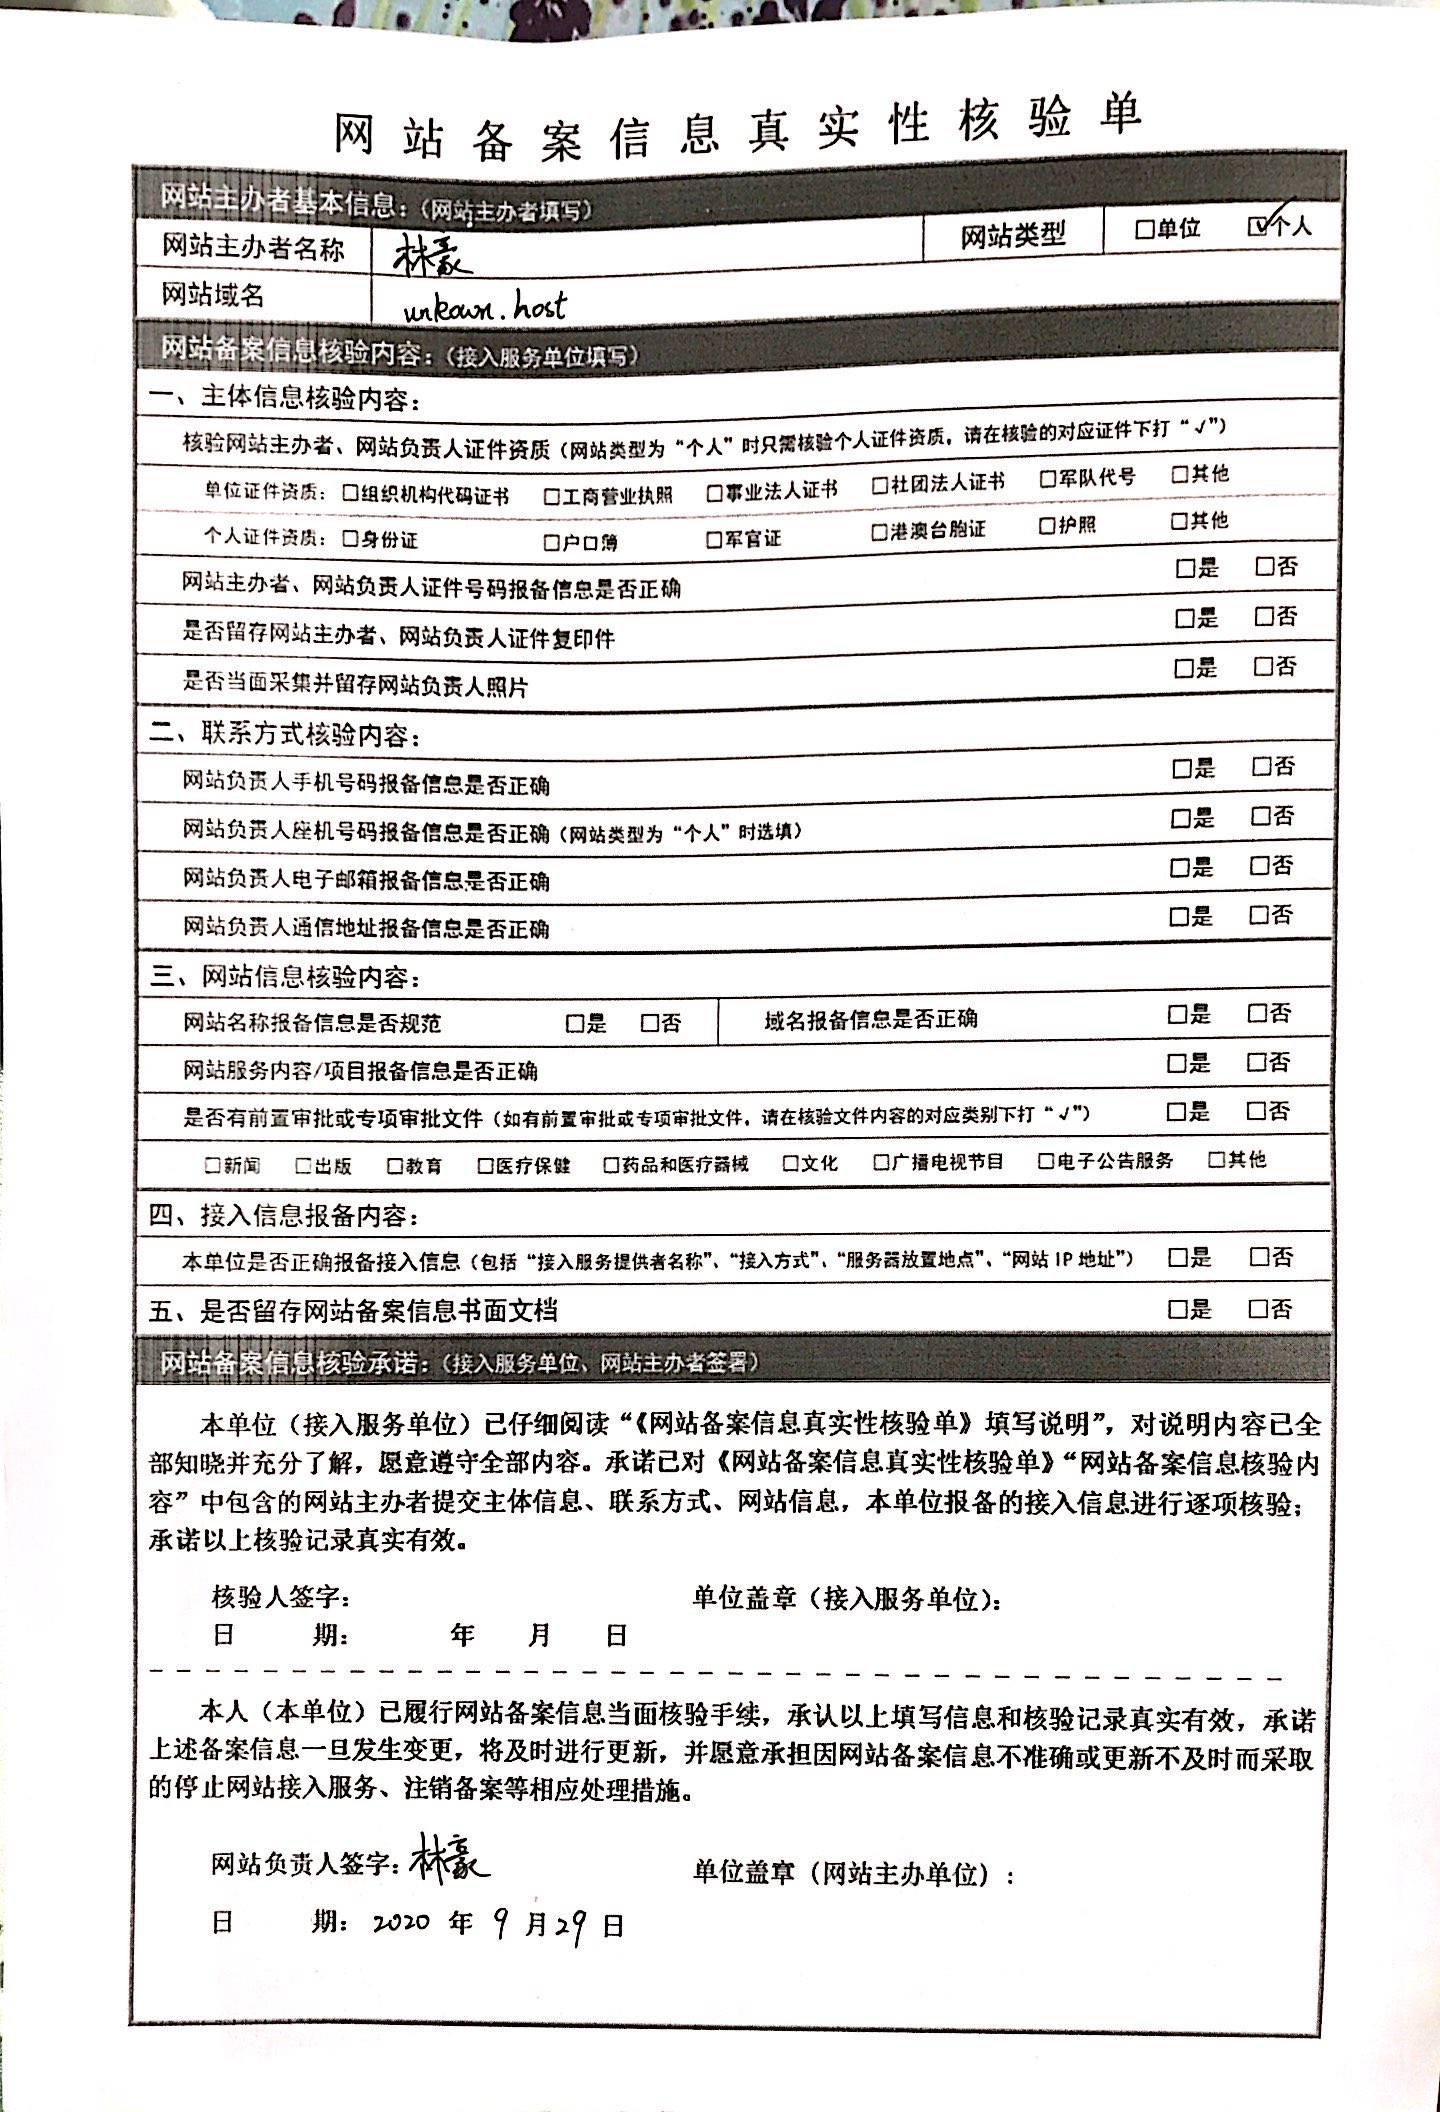 网站备案信息真实性核验单
网站主办者基本信息：（网站主办者填写）
网站主办者名称 林豪 网站类型 □单位 ☑个人
网站域名 unkown.host
网站备案信息核验内容：（接入服务单位填写）
一、主体信息核验内容：
核验网站主办者、网站负责人证件资质（网站类型为“个人”时只需核验个人证件资质，请在核验的对应证件下打“√”）
单位证件资质：□组织机构代码证书 □工商营业执照 □事业法人证书 □社团法人证书 □军队代号 □其他
个人证件资质：□身份证 □户口簿 □军官证 □港澳台胞证 □护照 □其他
网站主办者、网站负责人证件号码报备信息是否正确 □是 □否
是否留存网站主办者、网站负责人证件复印件 □是 □否
是否当面采集并留存网站负责人照片 □是 □否
二、联系方式核验内容：
网站负责人手机号码报备信息是否正确 □是 □否
网站负责人座机号码报备信息是否正确（网站类型为“个人”时选填） □是 □否
网站负责人电子邮箱报备信息是否正确 □是 □否
网站负责人通信地址报备信息是否正确 □是 □否
三、网站信息核验内容：
网站名称报备信息是否规范 □是 □否 域名报备信息是否正确 □是 □否
网站服务内容/项目报备信息是否正确 □是 □否
是否有前置审批或专项审批文件（如有前置审批或专项审批文件，请在核验文件内容的对应类别下打“√”） □是 □否
□新闻 □出版 □教育 □医疗保健 □药品和医疗器械 □文化 □广播电视节目 □电子公告服务 □其他
四、接入信息报备内容：
本单位是否正确报备接入信息（包括“接入服务提供者名称”、“接入方式”、“服务器放置地点”、“网站 IP 地址”） □是 □否
五、是否留存网站备案信息书面文档 □是 □否
网站备案信息核验承诺：（接入服务单位、网站主办者签署）
本单位（接入服务单位）已仔细阅读“《网站备案信息真实性核验单》填写说明”，对说明内容已全
部知晓并充分了解，愿意遵守全部内容。承诺已对《网站备案信息真实性核验单》“网站备案信息核验内
容”中包含的网站主办者提交主体信息、联系方式、网站信息，本单位报备的接入信息进行逐项核验；
承诺以上核验记录真实有效。
核验人签字： 单位盖章（接入服务单位）：
日 期： 年 月 日
本人（本单位）已履行网站备案信息当面核验手续，承认以上填写信息和核验记录真实有效，承诺
上述备案信息一旦发生变更，将及时进行更新，并愿意承担因网站备案信息不准确或更新不及时而采取
的停止网站接入服务、注销备案等相应处理措施。
网站负责人签字：林豪 单位盖章（网站主办单位）：
日 期：2020 年 9 月 29 日